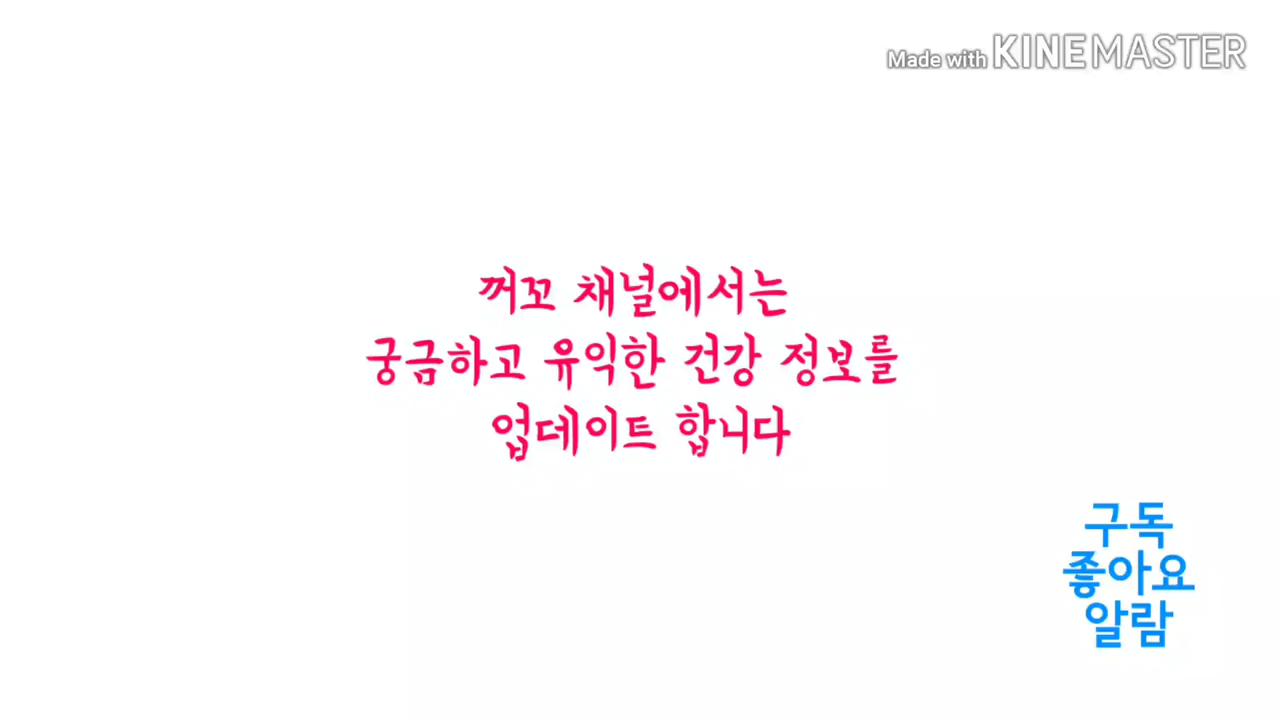 Made with KINEMASTER
꺼꼬 채널에서는
궁금하고 유익한 건강 정보를
업데이트 합니다
구독
좋아요
알람